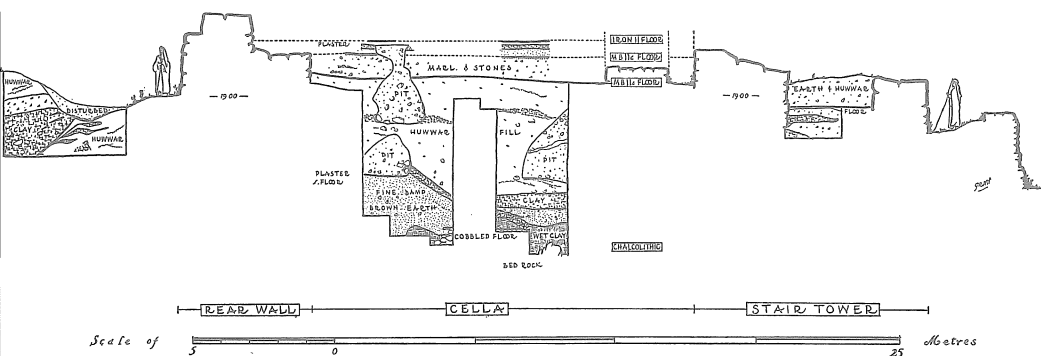 IRON II FLOOR
PLASTER
MB IIc FLOOR
MARL & STONES
HUWWAR
MB IIc FLOOR
EARTH & HUWWAR
PIT
—1900—
—1900—
DISTURBED
FLOOR
CLAY
HUWWAR
FILL
HUWWAR
PIT
PIT
PLASTER
FLOOR
FINE DAMP
BROWN EARTH
CLAY
COBBLED FLOOR
WET CLAY
CHALCOLITHIC
BED ROCK
REAR WALL
CELLA
STAIR TOWER
Scale of
Metres
5
0
25